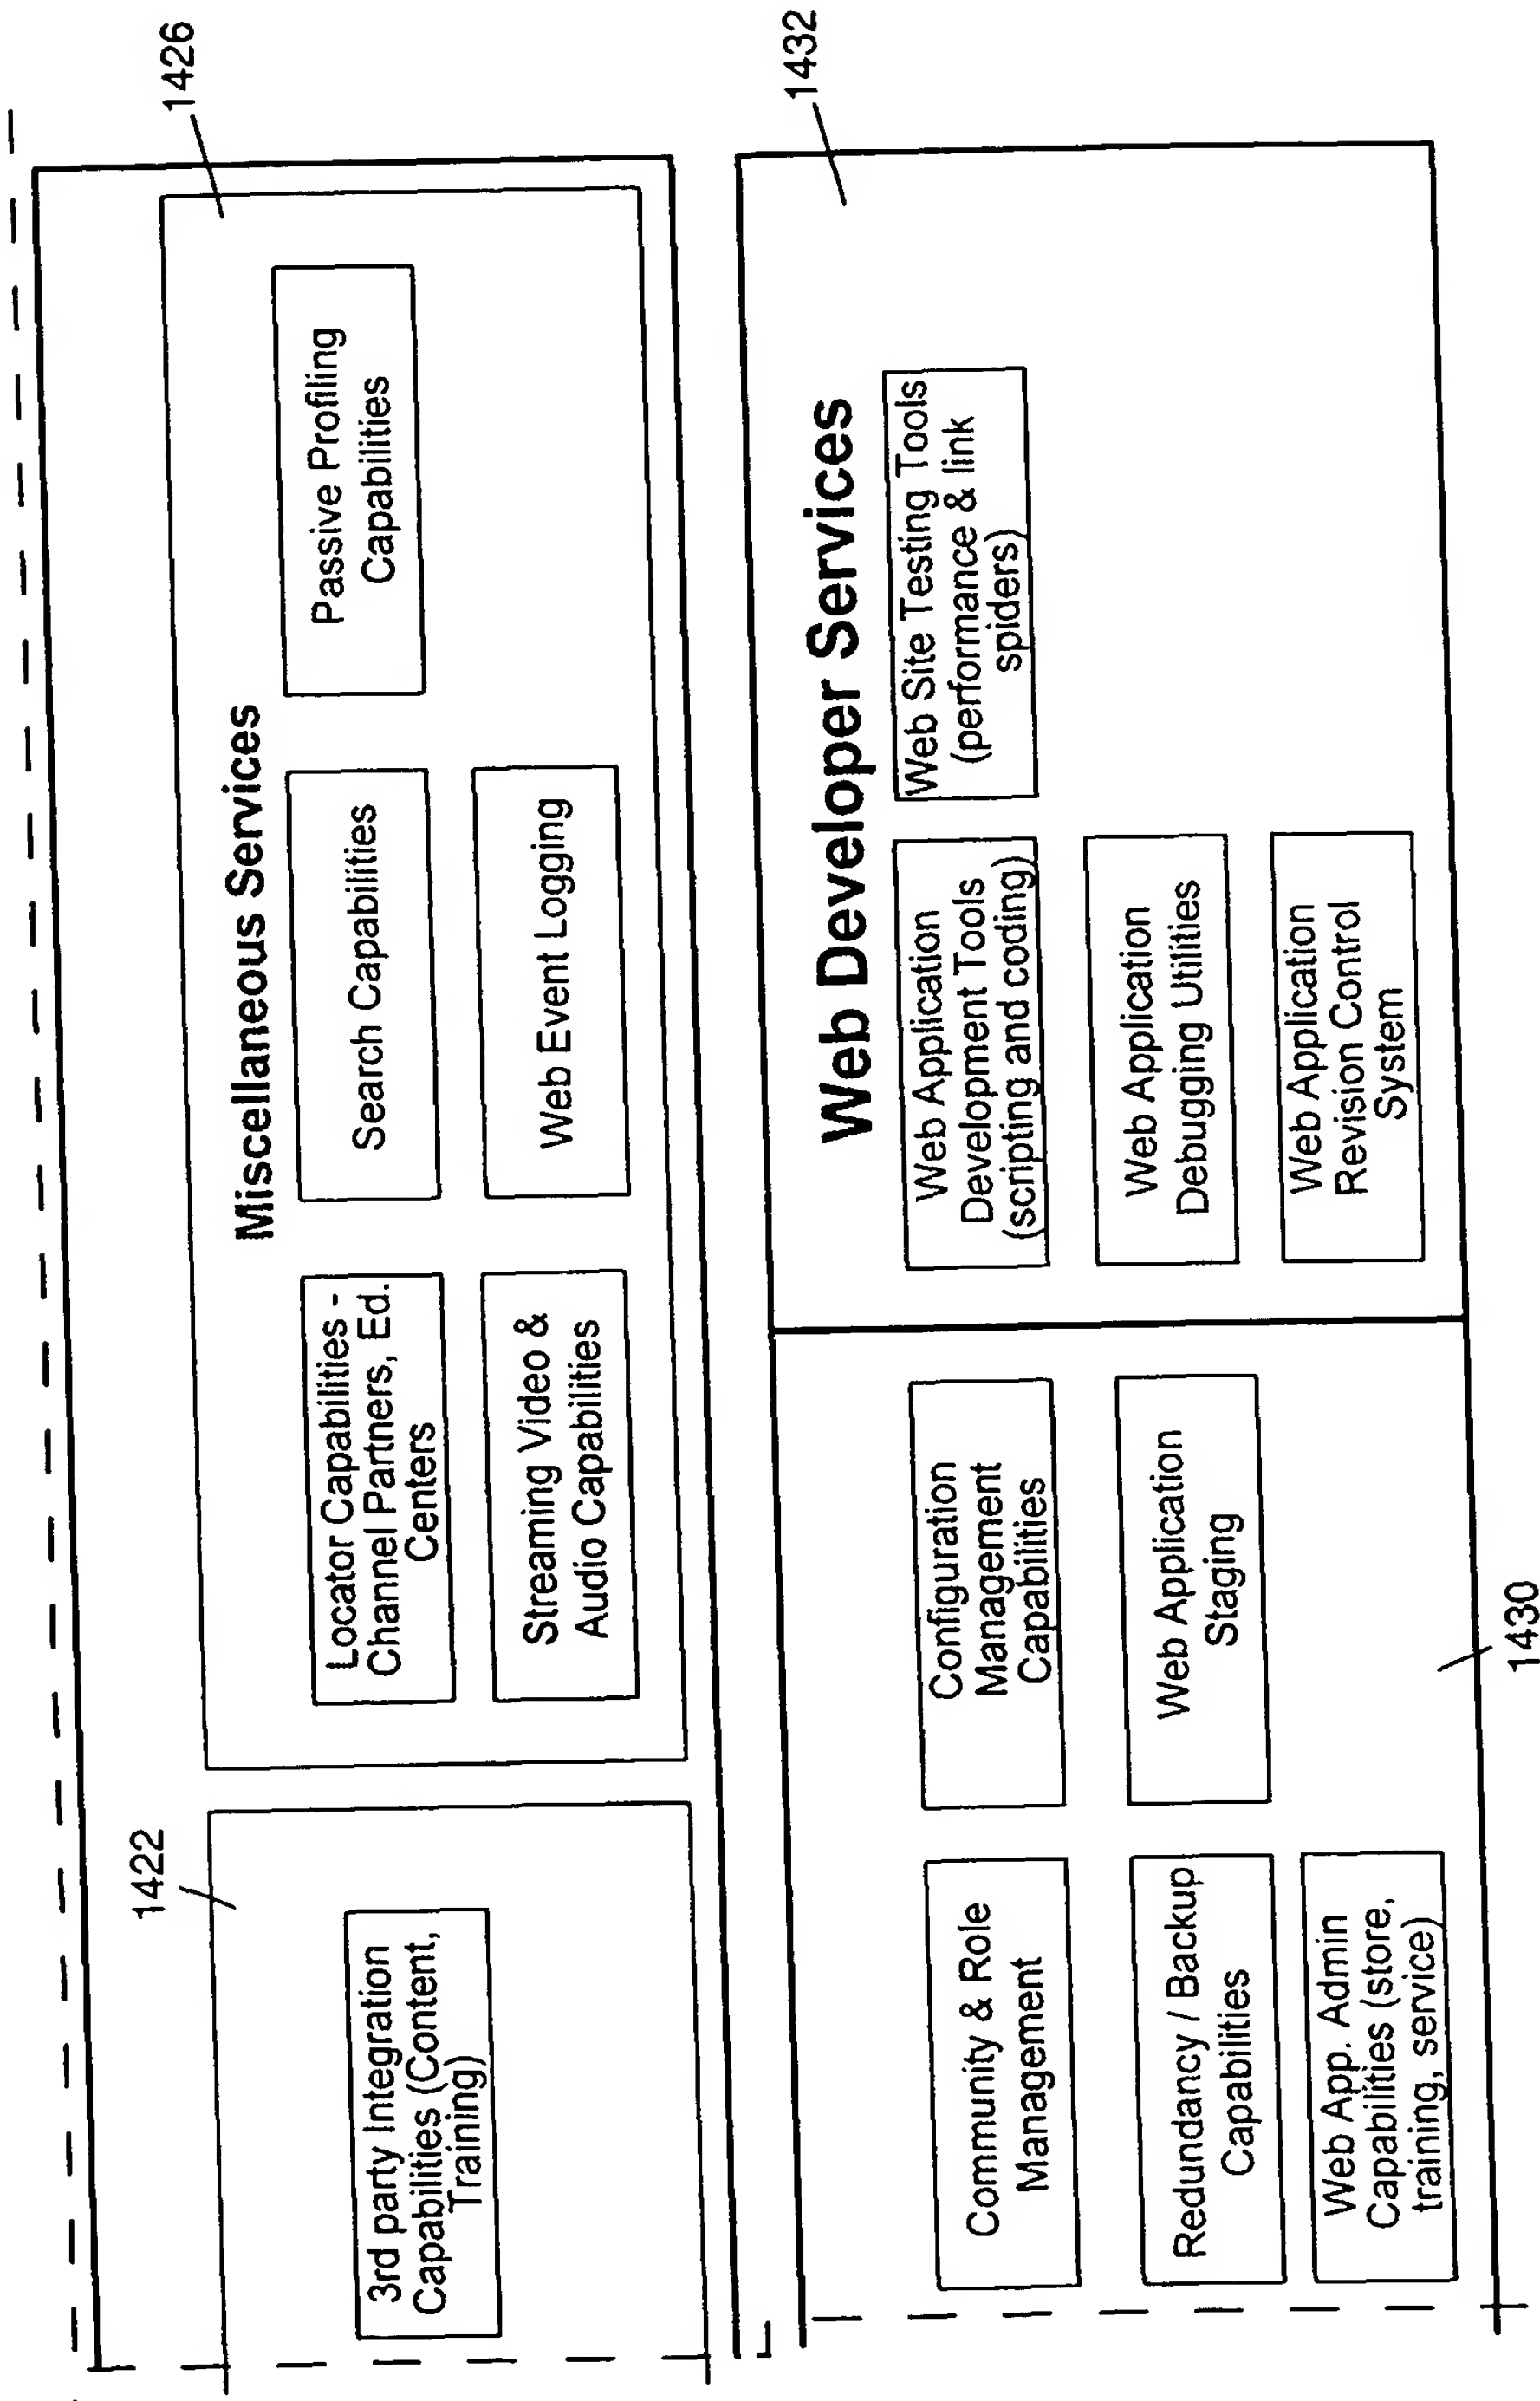 1422
3rd party Integration
Capabilities (Content,
Training)
1426
Miscellaneous Services
Locator Capabilities -
Channel Partners, Ed.
Centers
Search Capabilities
Passive Profiling
Capabilities
Streaming Video &
Audio Capabilities
Web Event Logging
Community & Role
Management
Configuration
Management
Capabilities
Redundancy / Backup
Capabilities
Web Application
Staging
Web App. Admin
Capabilities (store,
training, service)
1430
1432
Web Developer Services
Web Application
Development Tools
(scripting and coding)
Web Site Testing Tools
(performance & link
spiders)
Web Application
Debugging Utilities
Web Application
Revision Control
System